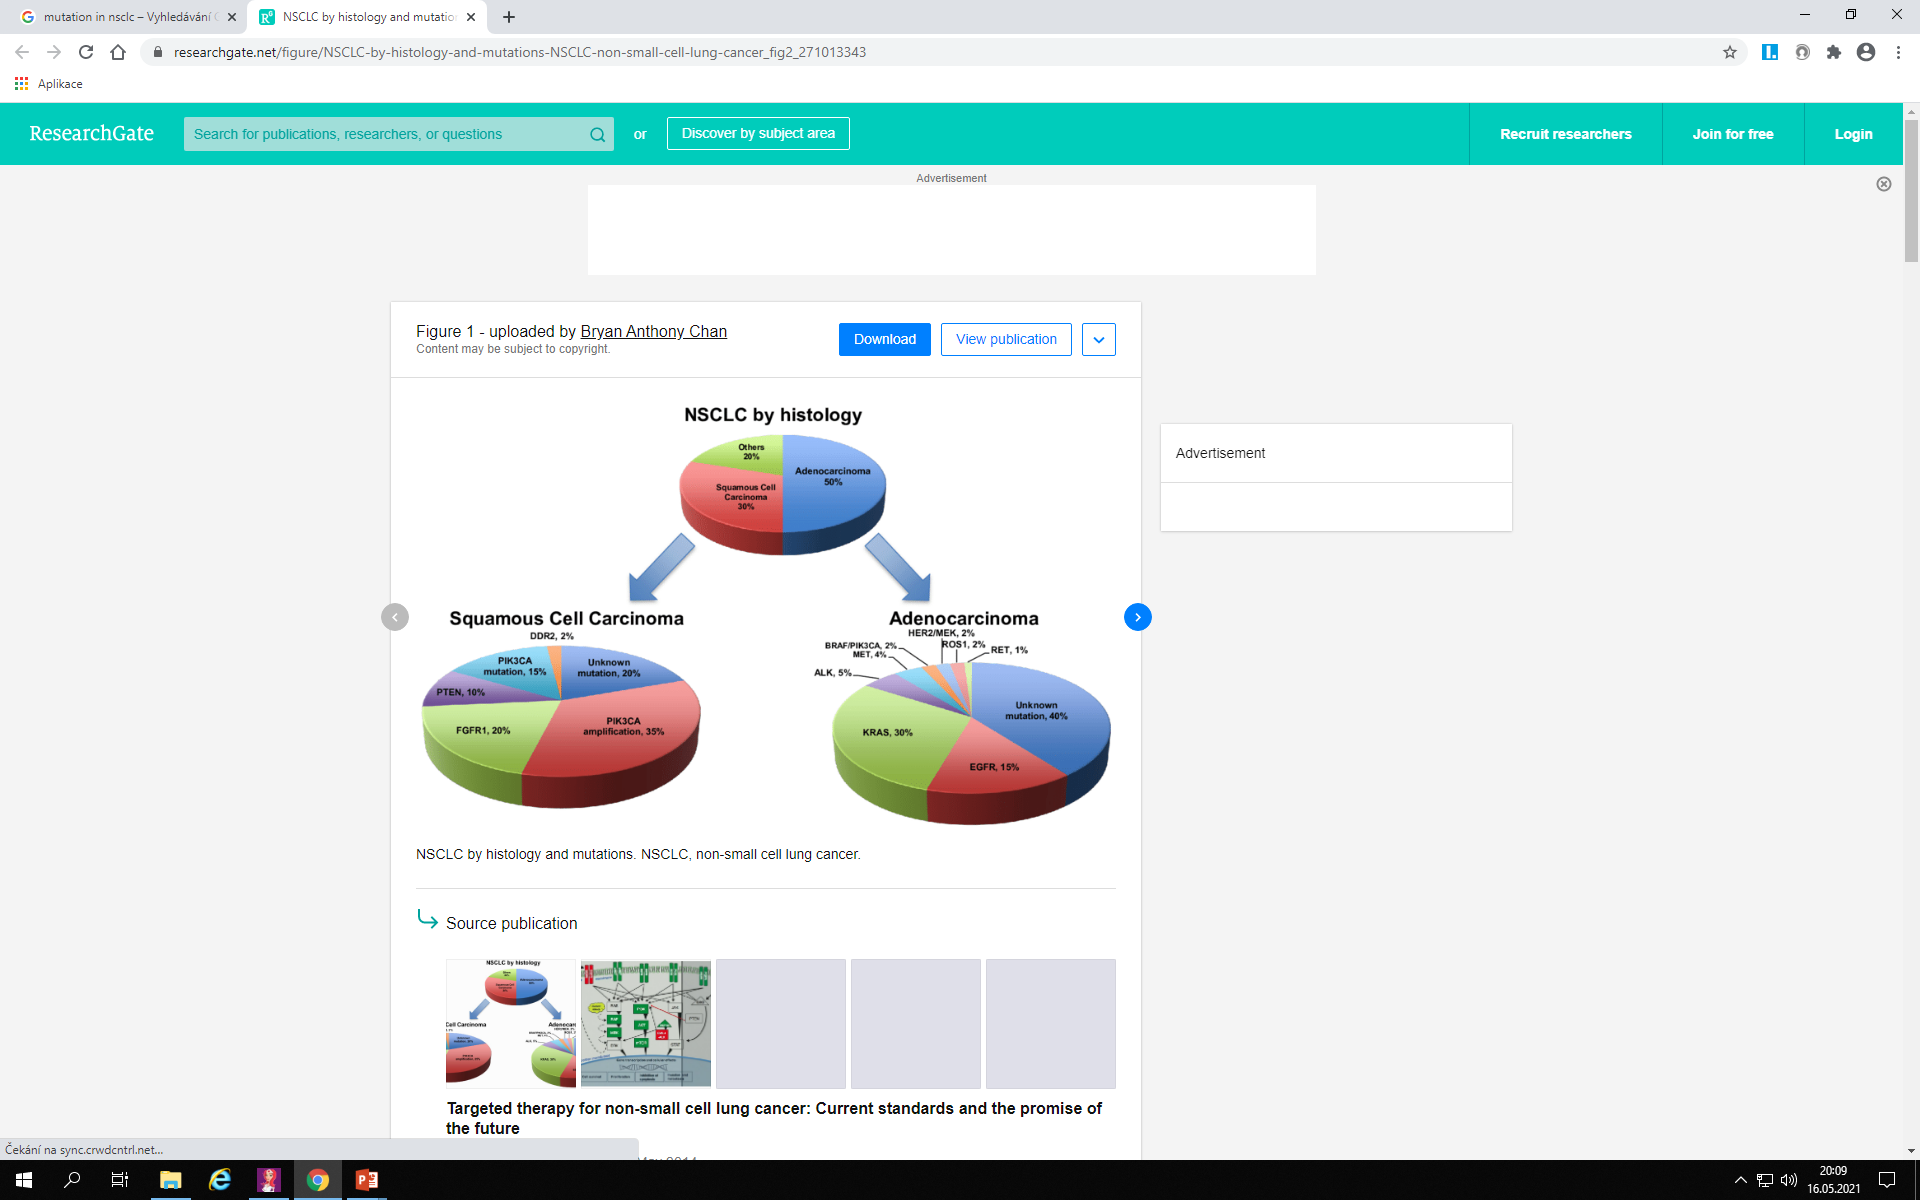 mutation in nsclc – Vyhledávání
NSCLC by histology and mutatio
researchgate.net/figure/NSCLC-by-histology-and-mutations-NSCLC-non-small-cell-lung-cancer_fig2_271013343
Aplikace
ResearchGate
Search for publications, researchers, or questions
or
Discover by subject area
Recruit researchers
Join for free
Login
Advertisement
Figure 1 - uploaded by Bryan Anthony Chan
Content may be subject to copyright.
Download
View publication
Advertisement
NSCLC by histology
Others
20%
Adenocarcinoma
50%
Squamous Cell
Carcinoma
30%
Squamous Cell Carcinoma
DDR2, 2%
PIK3CA
mutation, 15%
Unknown
mutation, 20%
PTEN, 10%
FGFR1, 20%
PIK3CA
amplification, 35%
Adenocarcinoma
HER2/MEK, 2%
BRAF/PIK3CA, 2%
ROS1, 2%
MET, 4%
RET, 1%
ALK, 5%
Unknown
mutation, 40%
KRAS, 30%
EGFR, 15%
NSCLC by histology and mutations. NSCLC, non-small cell lung cancer.
Source publication
NSCLC by histology
Cell Carcinoma
Targeted therapy for non-small cell lung cancer: Current standards and the promise of
the future
Čekání na sync.crwdcntrl.net...
20:09
16.05.2021